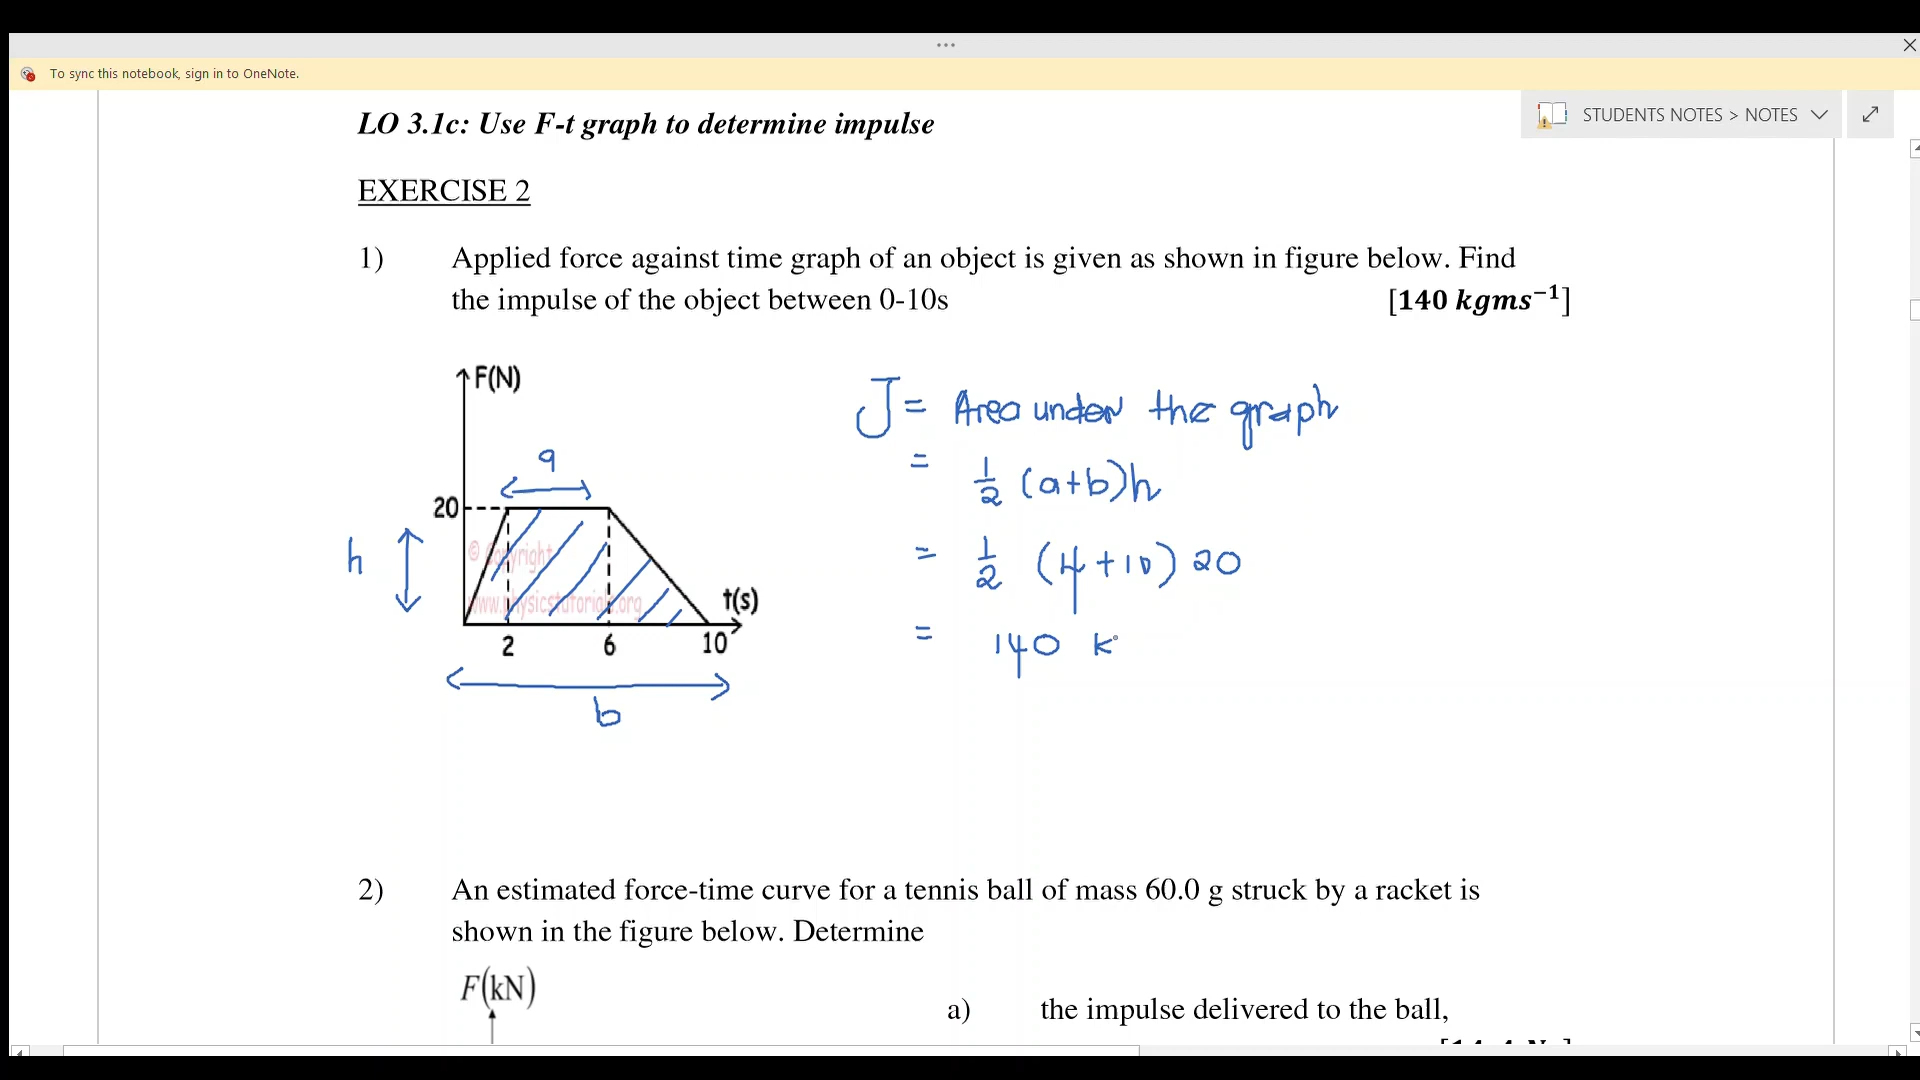 To sync this notebook, sign in to OneNote.
STUDENTS NOTES > NOTES
LO 3.1c: Use F-t graph to determine impulse
EXERCISE 2
1) Applied force against time graph of an object is given as shown in figure below. Find
the impulse of the object between 0-10s [140 kgms⁻¹]
F(N)
J = Area under the graph
a
= 1/2 (a+b)h
20
h
© Copyright
= 1/2 (4+10) 20
www.physicstutorials.org
t(s)
2 6 10
= 140 k
b
2) An estimated force-time curve for a tennis ball of mass 60.0 g struck by a racket is
shown in the figure below. Determine
F(kN)
a) the impulse delivered to the ball,